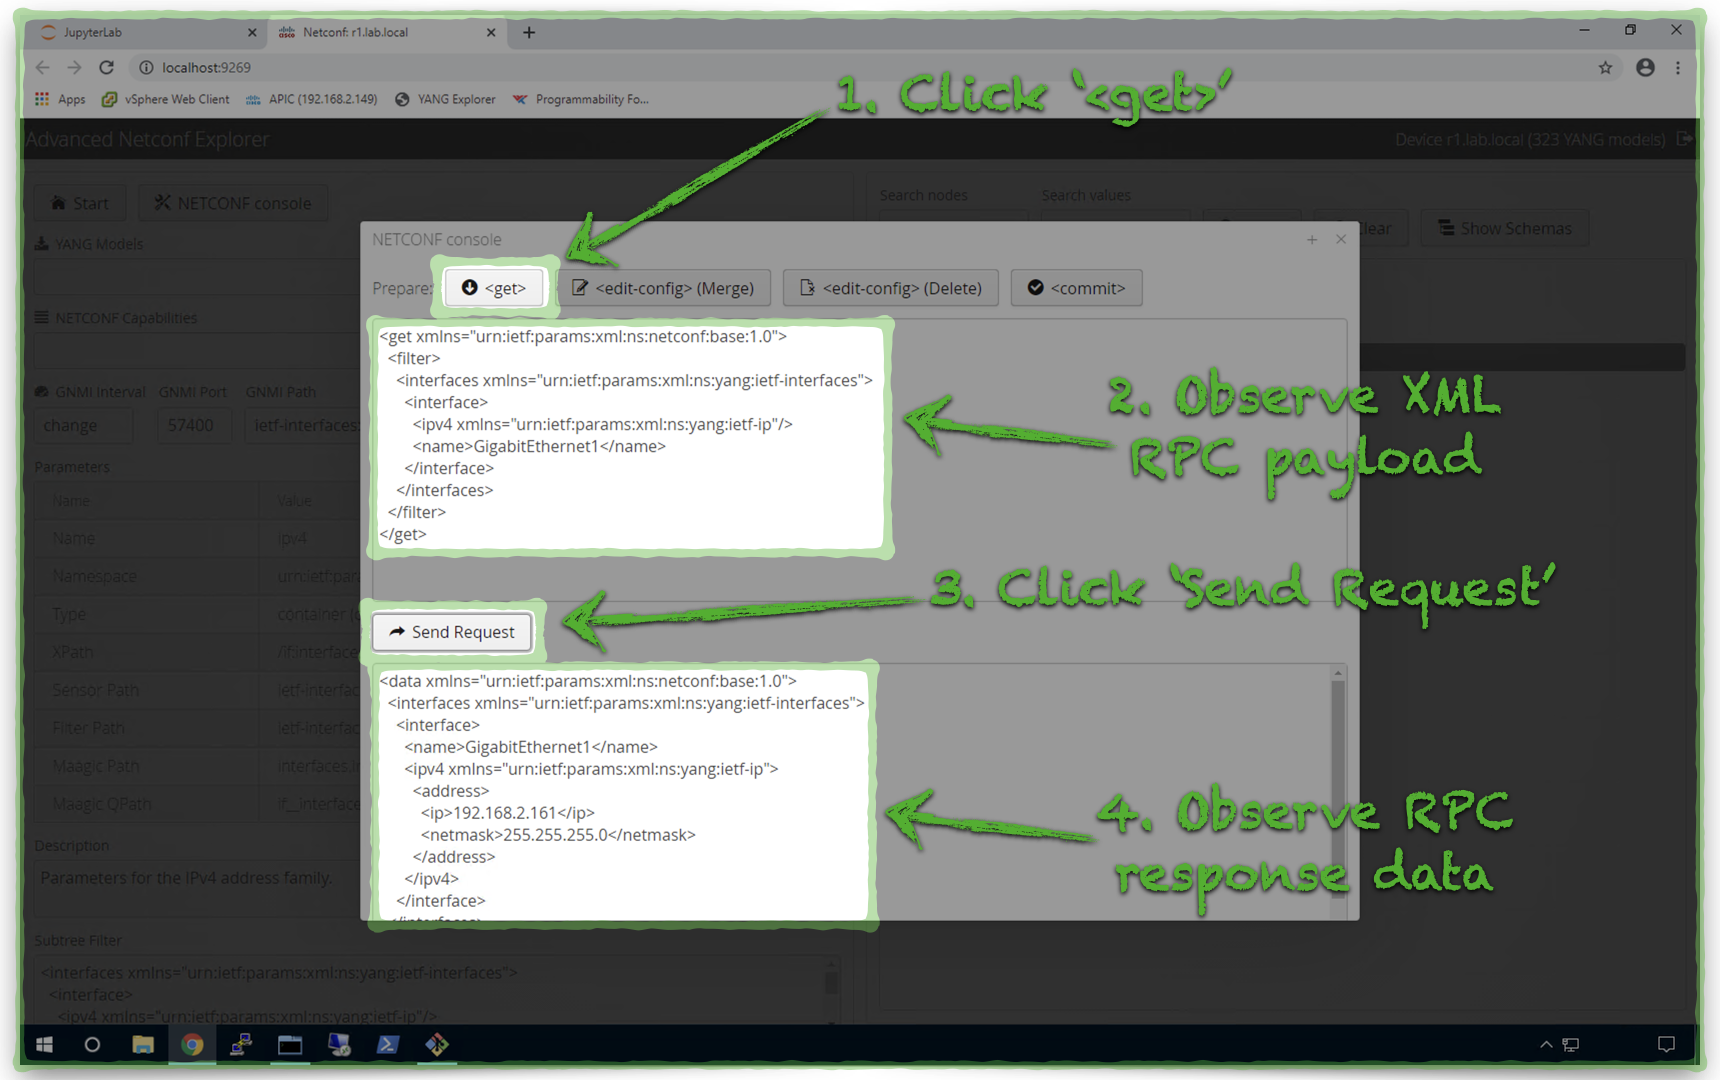 JupyterLab
Netconf: r1.lab.local
localhost:9269
Apps
vSphere Web Client
APIC (192.168.2.149)
YANG Explorer
Programmability Fo...
1. Click '<get>'
Advanced Netconf Explorer
Device r1.lab.local (323 YANG models)
Start
NETCONF console
Search nodes
Search values
Clear
Show Schemas
YANG Models
NETCONF Capabilities
GNMI Interval
GNMI Port
GNMI Path
change
57400
ietf-interfaces:
Parameters
Name
Value
Name
ipv4
Namespace
urn:ietf:par
Type
container (c
XPath
/if:interface
Sensor Path
ietf-interfac
Filter Path
ietf-interfac
Maagic Path
interfaces.in
Maagic QPath
if__interface
Description
Parameters for the IPv4 address family.
Subtree Filter
<interfaces xmlns="urn:ietf:params:xml:ns:yang:ietf-interfaces">
<interface>
<ipv4 xmlns="urn:ietf:params:xml:ns:yang:ietf-ip"/>
NETCONF console
Prepare:
<get>
<edit-config> (Merge)
<edit-config> (Delete)
<commit>
<get xmlns="urn:ietf:params:xml:ns:netconf:base:1.0">
<filter>
<interfaces xmlns="urn:ietf:params:xml:ns:yang:ietf-interfaces">
<interface>
<ipv4 xmlns="urn:ietf:params:xml:ns:yang:ietf-ip"/>
<name>GigabitEthernet1</name>
</interface>
</interfaces>
</filter>
</get>
2. Observe XML
RPC payload
3. Click 'Send Request'
Send Request
<data xmlns="urn:ietf:params:xml:ns:netconf:base:1.0">
<interfaces xmlns="urn:ietf:params:xml:ns:yang:ietf-interfaces">
<interface>
<name>GigabitEthernet1</name>
<ipv4 xmlns="urn:ietf:params:xml:ns:yang:ietf-ip">
<address>
<ip>192.168.2.161</ip>
<netmask>255.255.255.0</netmask>
</address>
</ipv4>
</interface>
</interfaces>
4. Observe RPC
response data